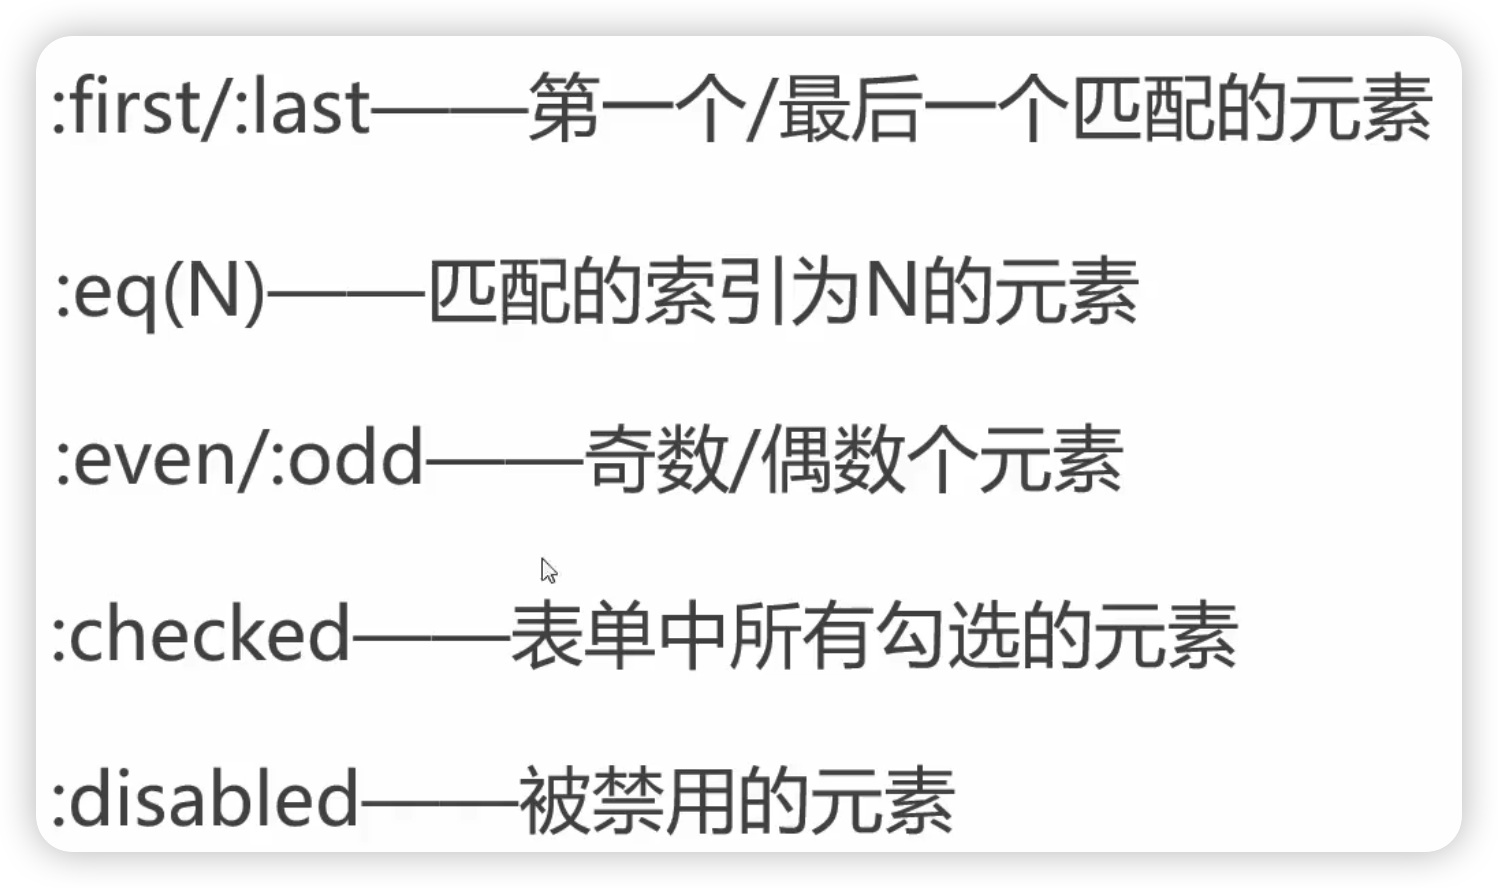 :first/:last——第一个/最后一个匹配的元素
:eq(N)——匹配的索引为N的元素
:even/:odd——奇数/偶数个元素
:checked——表单中所有勾选的元素
:disabled——被禁用的元素